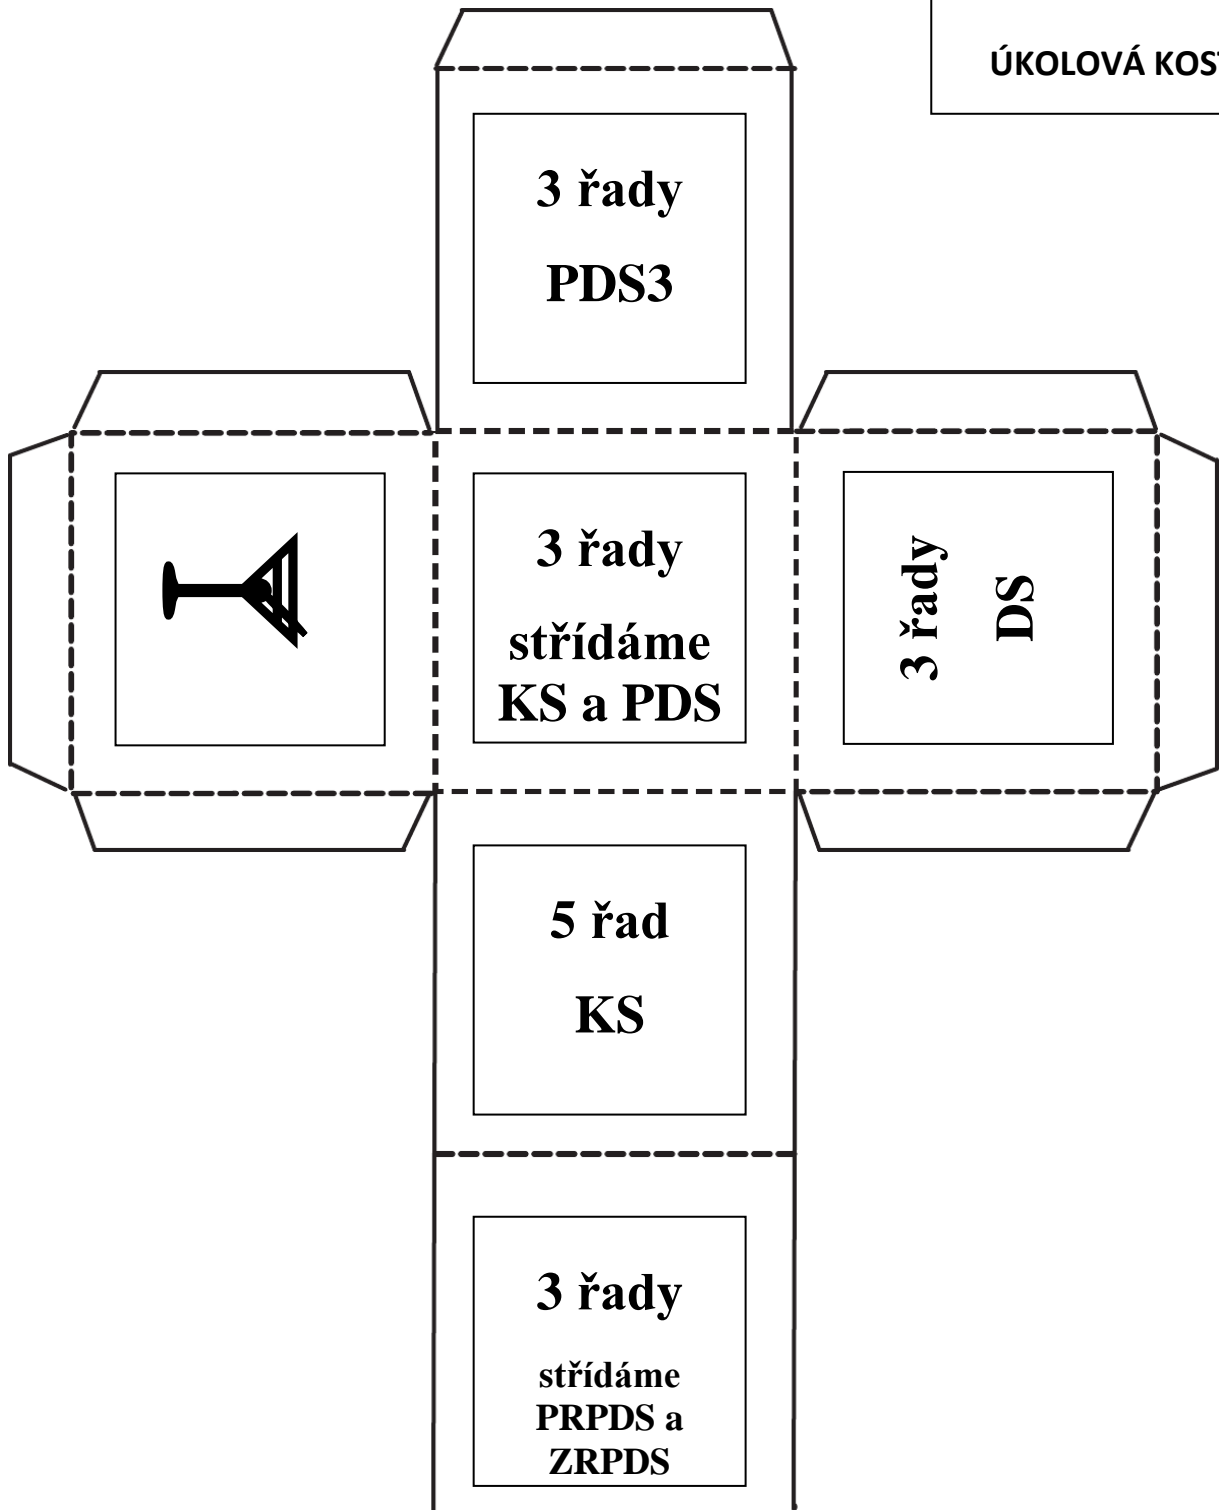 ÚKOLOVÁ KOS
3 řady
PDS3
3 řady
střídáme
KS a PDS
3 řady
DS
5 řad
KS
3 řady
střídáme
PRPDS a
ZRPDS